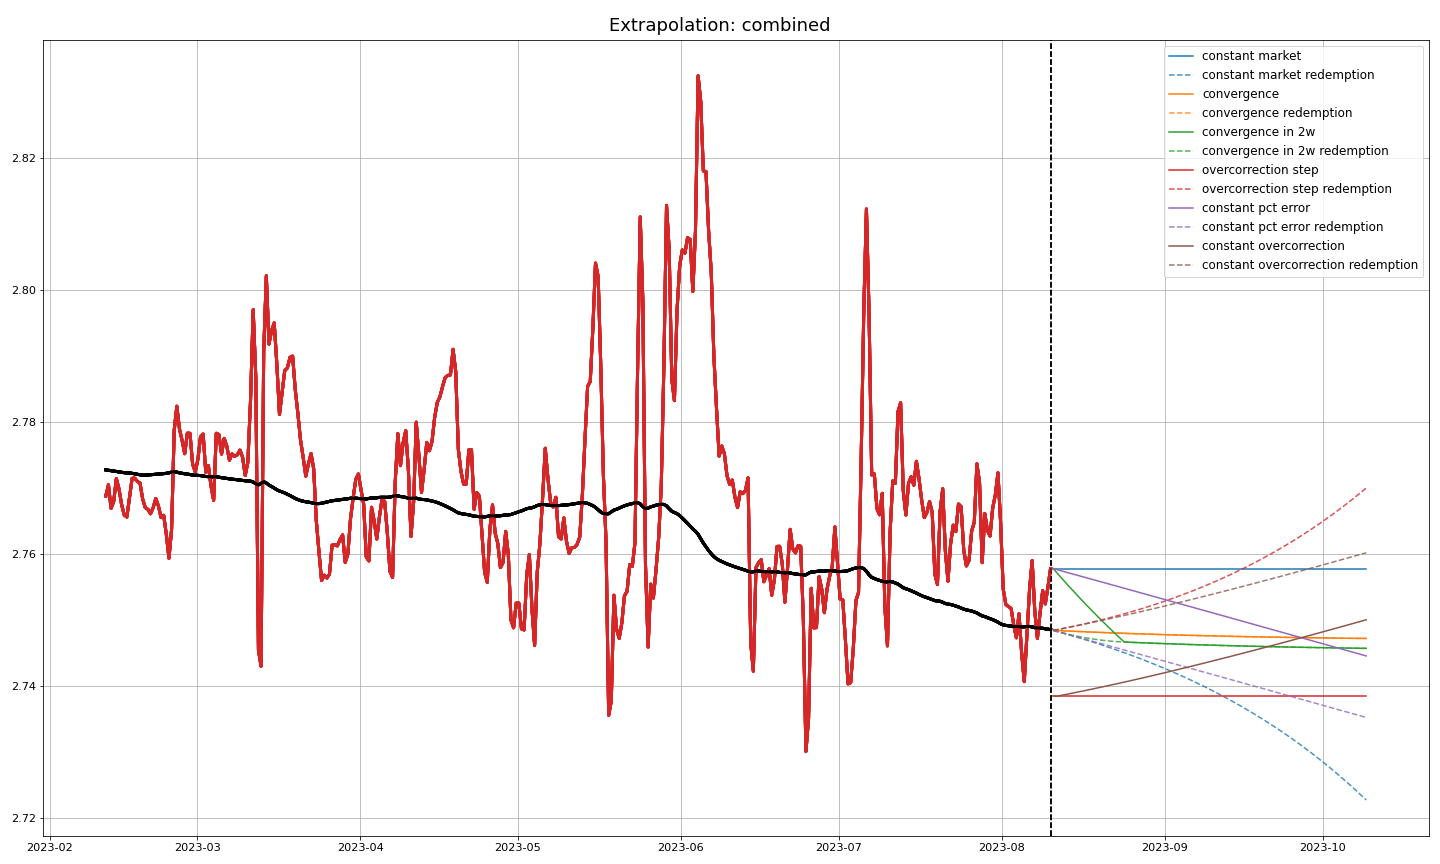 Extrapolation: combined
constant market
constant market redemption
convergence
convergence redemption
convergence in 2w
convergence in 2w redemption
overcorrection step
overcorrection step redemption
constant pct error
constant pct error redemption
constant overcorrection
constant overcorrection redemption
2.82
2.80
2.78
2.76
2.74
2.72
2023-02 2023-03 2023-04 2023-05 2023-06 2023-07 2023-08 2023-09 2023-10